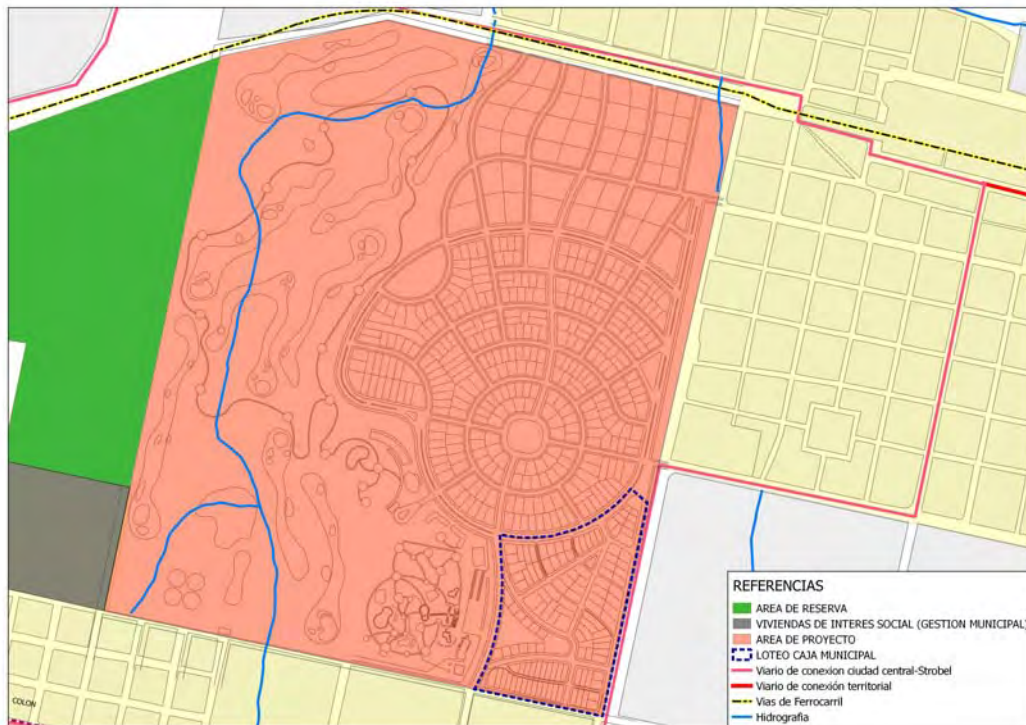 COLON
REFERENCIAS
AREA DE RESERVA
VIVIENDAS DE INTERES SOCIAL (GESTION MUNICIPAL)
AREA DE PROYECTO
LOTEO CAJA MUNICIPAL
Viario de conexion ciudad central-Strobel
Viario de conexión territorial
Vias de Ferrocarril
Hidrografia